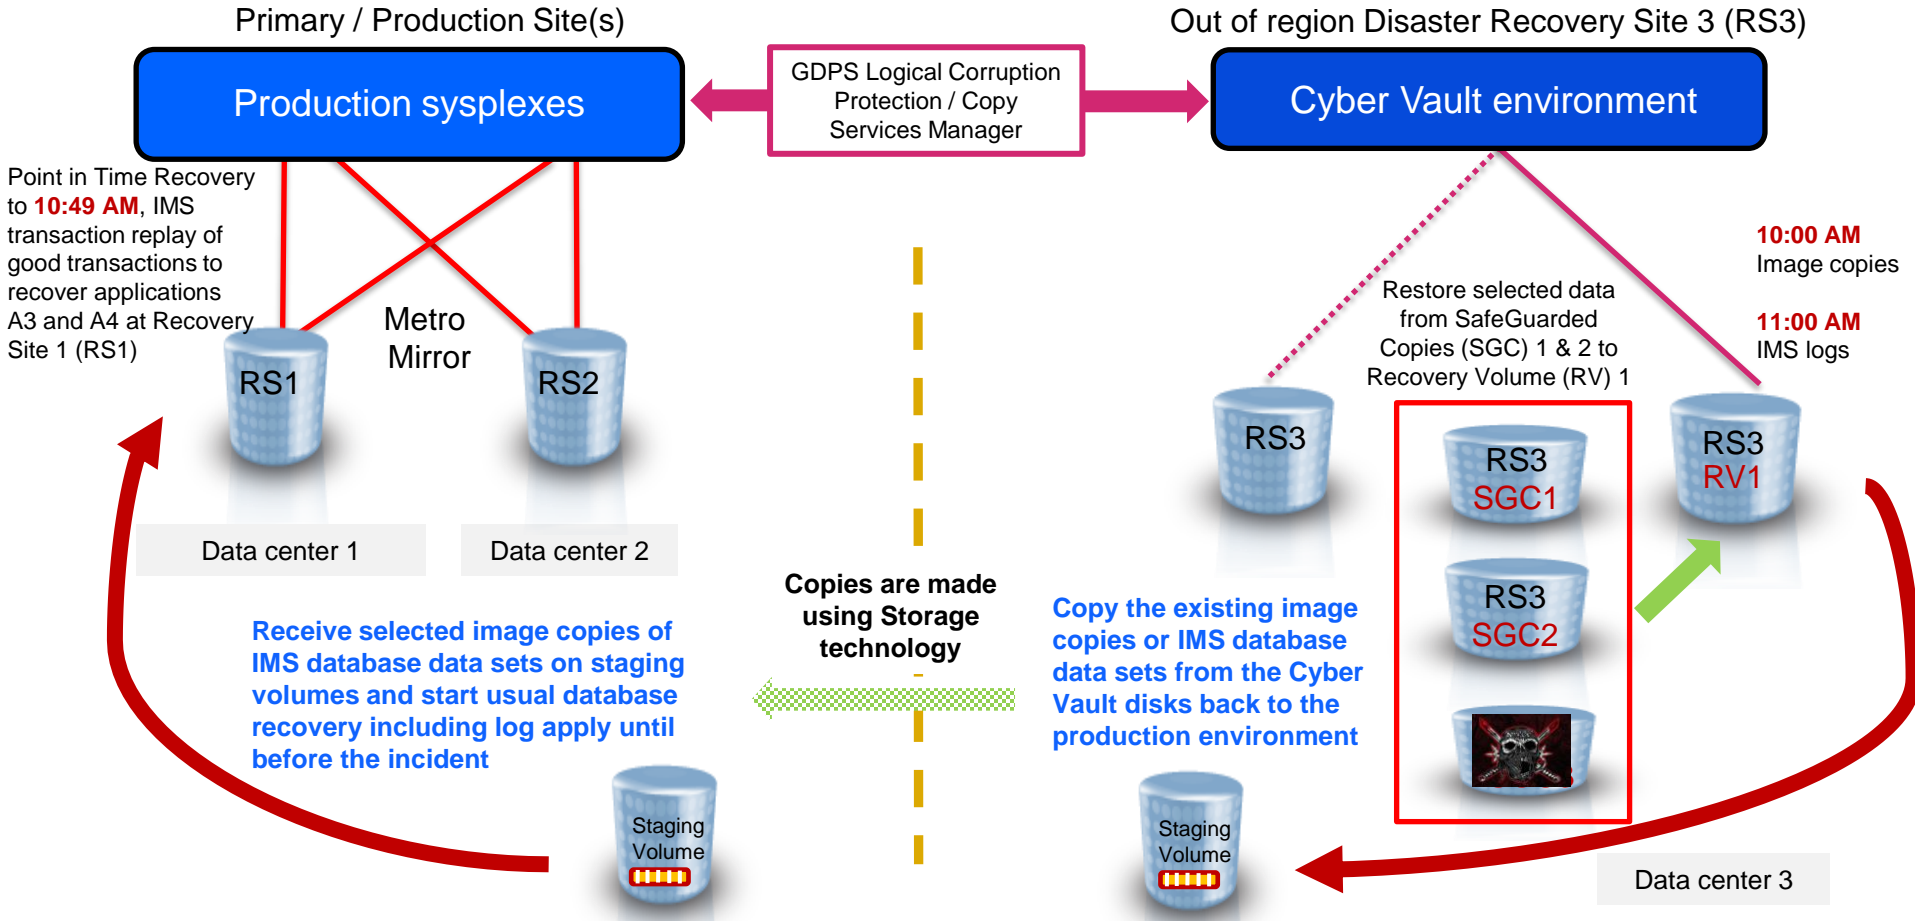 Primary / Production Site(s)
Out of region Disaster Recovery Site 3 (RS3)
Production sysplexes
GDPS Logical Corruption
Protection / Copy
Services Manager
Cyber Vault environment
Point in Time Recovery
to 10:49 AM, IMS
transaction replay of
good transactions to
recover applications
A3 and A4 at Recovery
Site 1 (RS1)
Metro
Mirror
RS1
RS2
Data center 1
Data center 2
10:00 AM
Image copies
11:00 AM
IMS logs
Restore selected data
from SafeGuarded
Copies (SGC) 1 & 2 to
Recovery Volume (RV) 1
RS3
RS3
SGC1
RS3
RV1
RS3
SGC2
Copies are made
using Storage
technology
Receive selected image copies of
IMS database data sets on staging
volumes and start usual database
recovery including log apply until
before the incident
Copy the existing image
copies or IMS database
data sets from the Cyber
Vault disks back to the
production environment
Staging
Volume
Staging
Volume
Data center 3